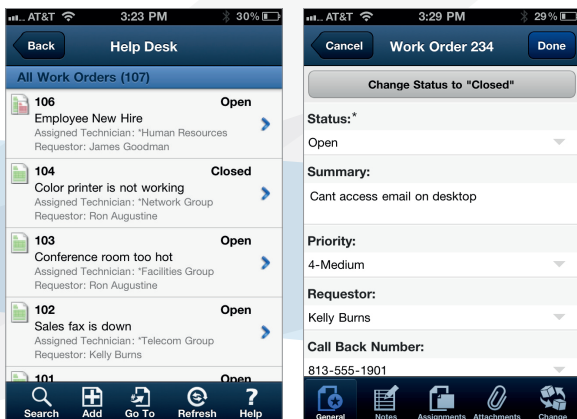 AT&T 3:23 PM 30%
Back Help Desk
All Work Orders (107)
106 Open
Employee New Hire
Assigned Technician: *Human Resources
Requestor: James Goodman
104 Closed
Color printer is not working
Assigned Technician: *Network Group
Requestor: Ron Augustine
103 Open
Conference room too hot
Assigned Technician: *Facilities Group
Requestor: Ron Augustine
102 Open
Sales fax is down
Assigned Technician: *Telecom Group
Requestor: Kelly Burns
101 Open
Search Add Go To Refresh Help
AT&T 3:29 PM 29%
Cancel Work Order 234 Done
Change Status to "Closed"
Status:*
Open
Summary:
Cant access email on desktop
Priority:
4-Medium
Requestor:
Kelly Burns
Call Back Number:
813-555-1901
General Notes Assignments Attachments Change